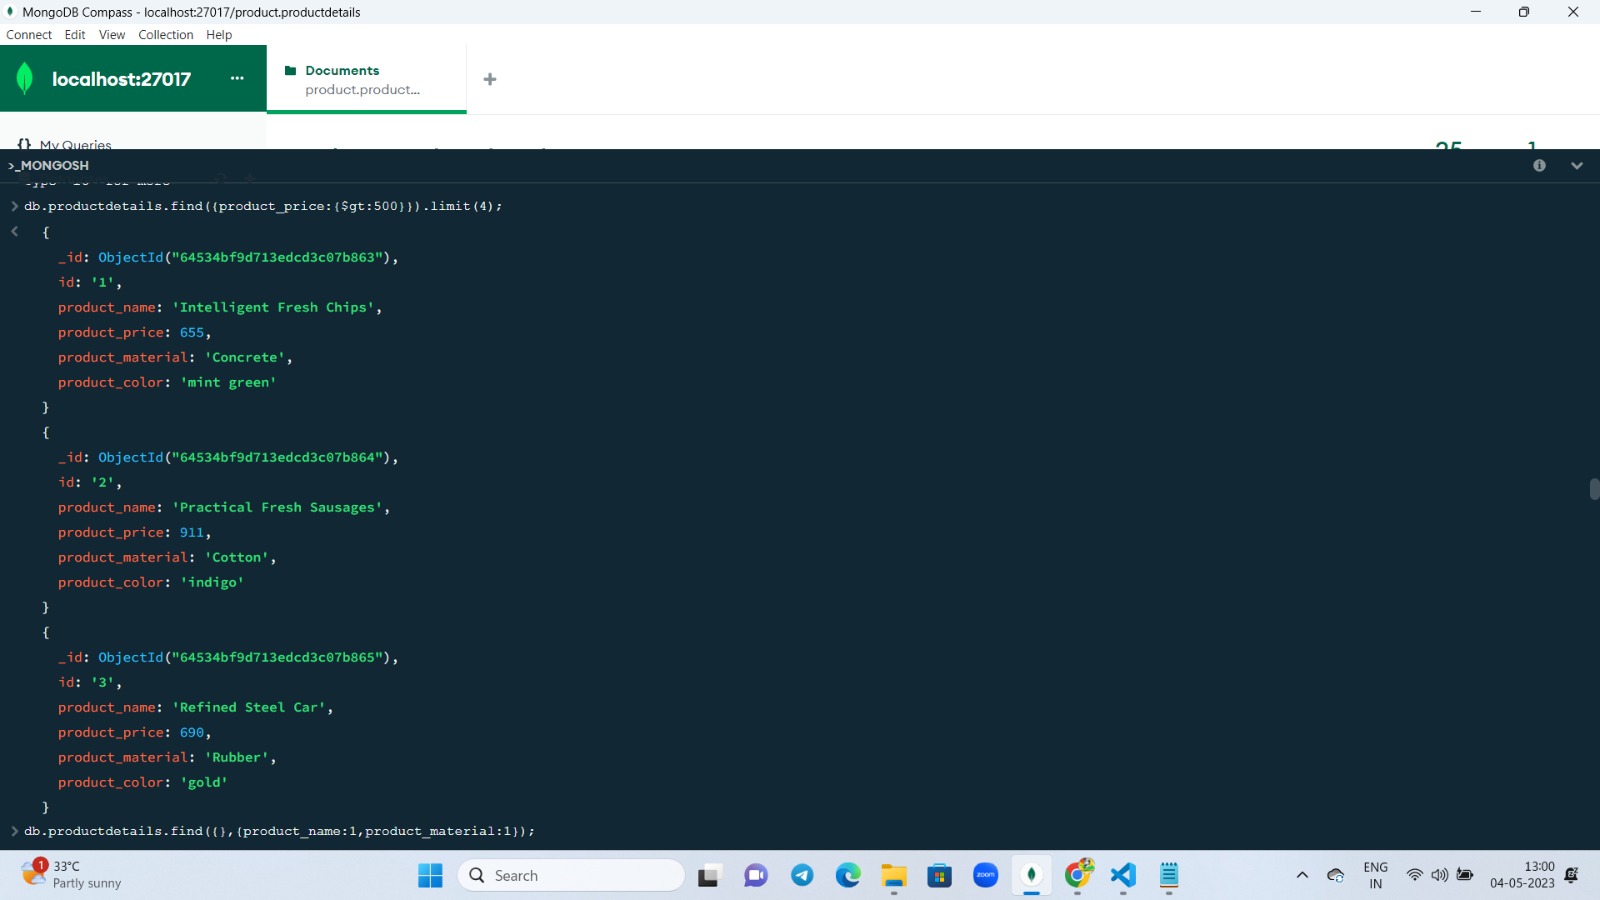 MongoDB Compass - localhost:27017/product.productdetails
Connect Edit View Collection Help
localhost:27017 ...
Documents
product.product...
+
{} My Queries
25 1
>_MONGOSH
> db.productdetails.find({product_price:{$gt:500}}).limit(4);
< {
_id: ObjectId("64534bf9d713edcd3c07b863"),
id: '1',
product_name: 'Intelligent Fresh Chips',
product_price: 655,
product_material: 'Concrete',
product_color: 'mint green'
}
{
_id: ObjectId("64534bf9d713edcd3c07b864"),
id: '2',
product_name: 'Practical Fresh Sausages',
product_price: 911,
product_material: 'Cotton',
product_color: 'indigo'
}
{
_id: ObjectId("64534bf9d713edcd3c07b865"),
id: '3',
product_name: 'Refined Steel Car',
product_price: 690,
product_material: 'Rubber',
product_color: 'gold'
}
> db.productdetails.find({},{product_name:1,product_material:1});
1
33°C
Partly sunny
Search
zoom
ENG
IN
13:00
04-05-2023